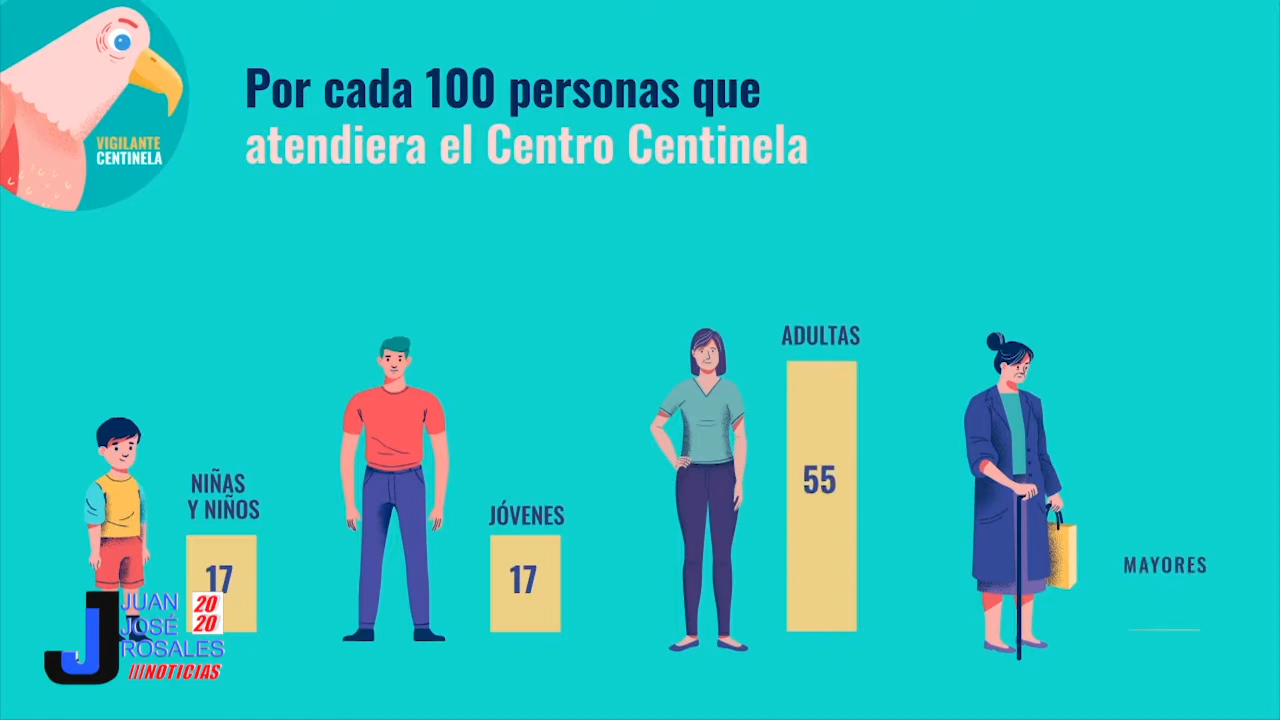 Por cada 100 personas que
atendiera el Centro Centinela
VIGILANTE
CENTINELA
NIÑAS
Y NIÑOS
17
JÓVENES
17
ADULTAS
55
MAYORES
JUAN
JOSÉ
ROSALES
20
20
///NOTICIAS